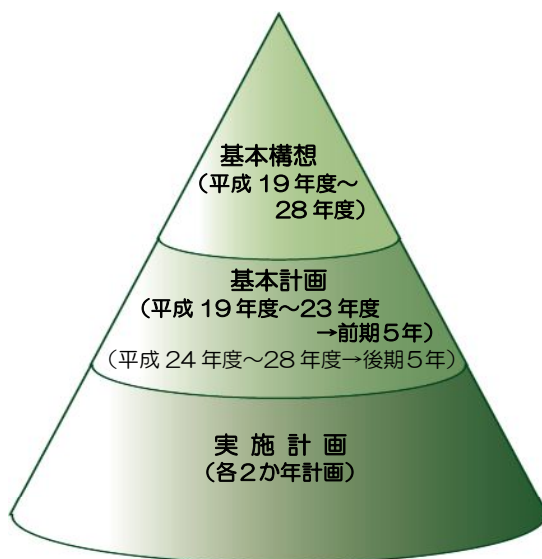 基本構想
（平成 19 年度～
28 年度）
基本計画
（平成 19 年度～23 年度
→前期５年）
（平成 24 年度～28 年度→後期５年）
実 施 計 画
（各２か年計画）